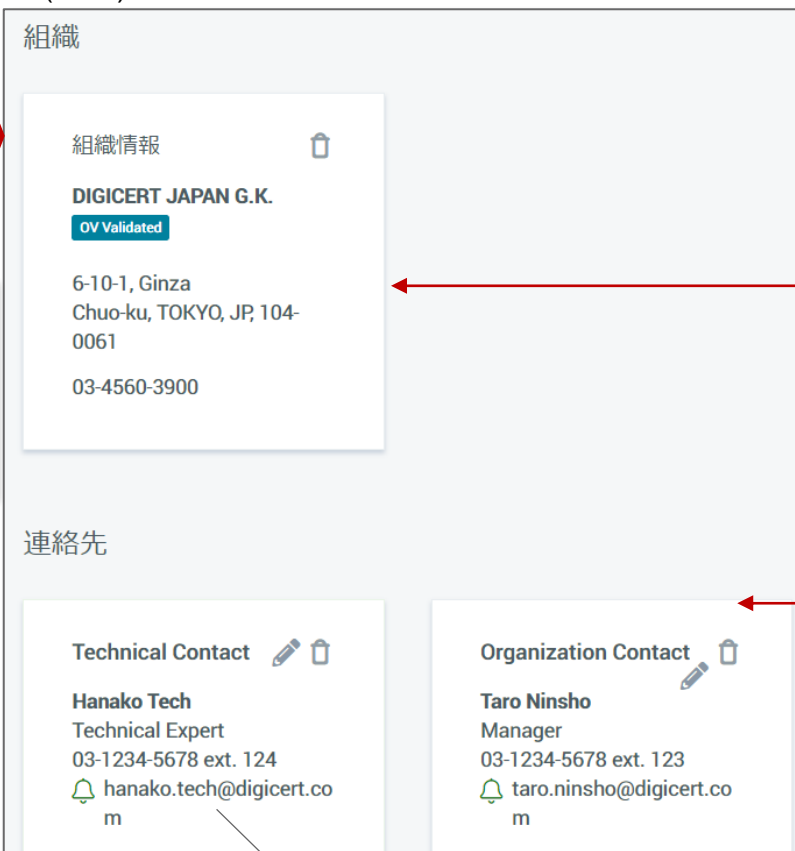 組織
組織情報
DIGICERT JAPAN G.K.
OV Validated
6-10-1, Ginza
Chuo-ku, TOKYO, JP, 104-
0061
03-4560-3900
連絡先
Technical Contact
Hanako Tech
Technical Expert
03-1234-5678 ext. 124
hanako.tech@digicert.co
m
Organization Contact
Taro Ninsho
Manager
03-1234-5678 ext. 123
taro.ninsho@digicert.co
m